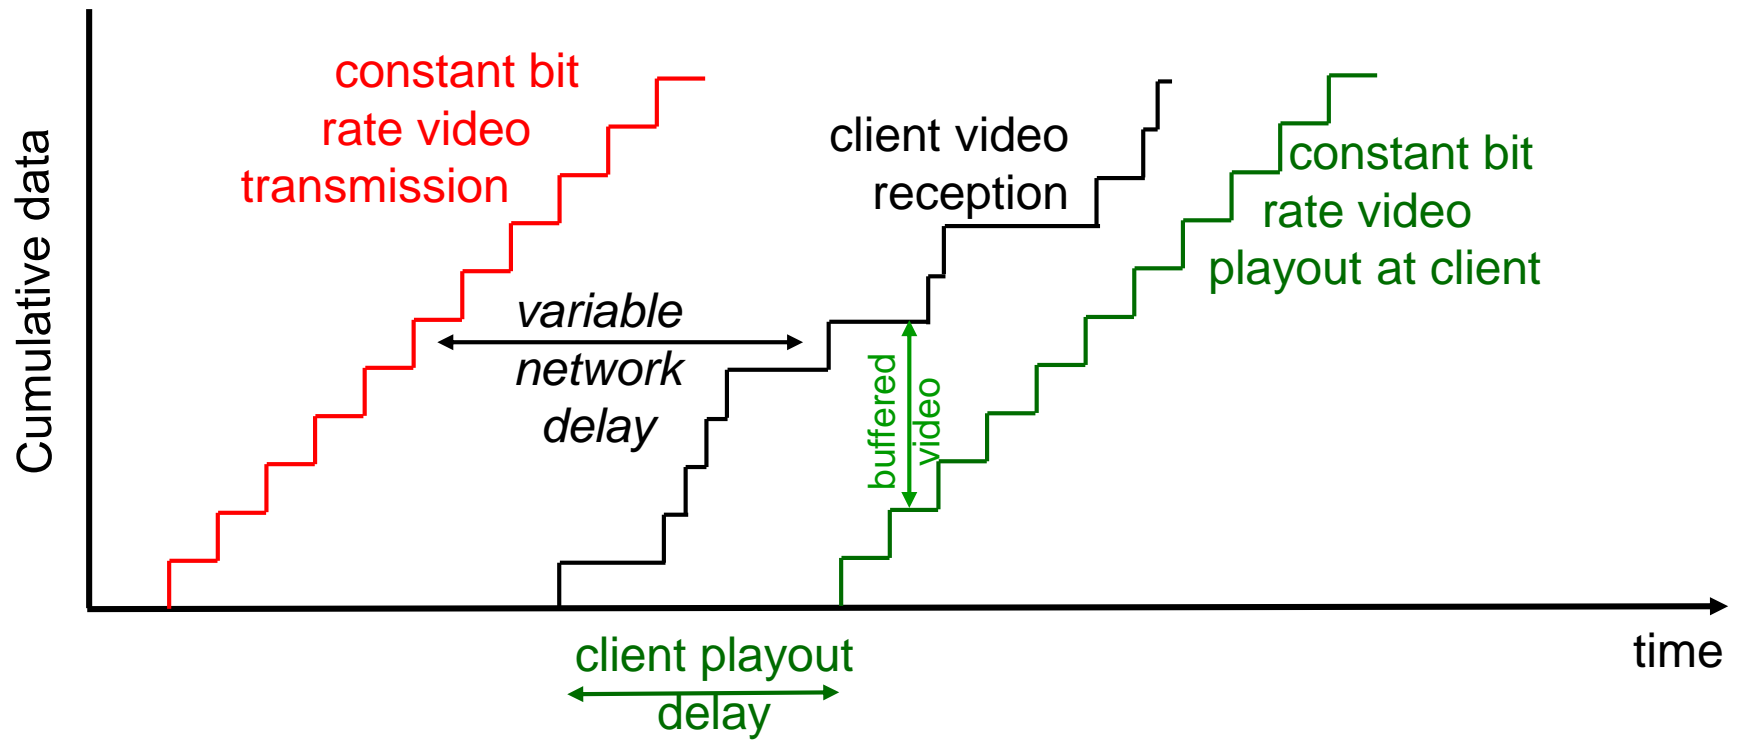 constant bit
rate video
transmission
client video
reception
constant bit
rate video
playout at client
Cumulative data
variable
network
delay
buffered
video
client playout
delay
time